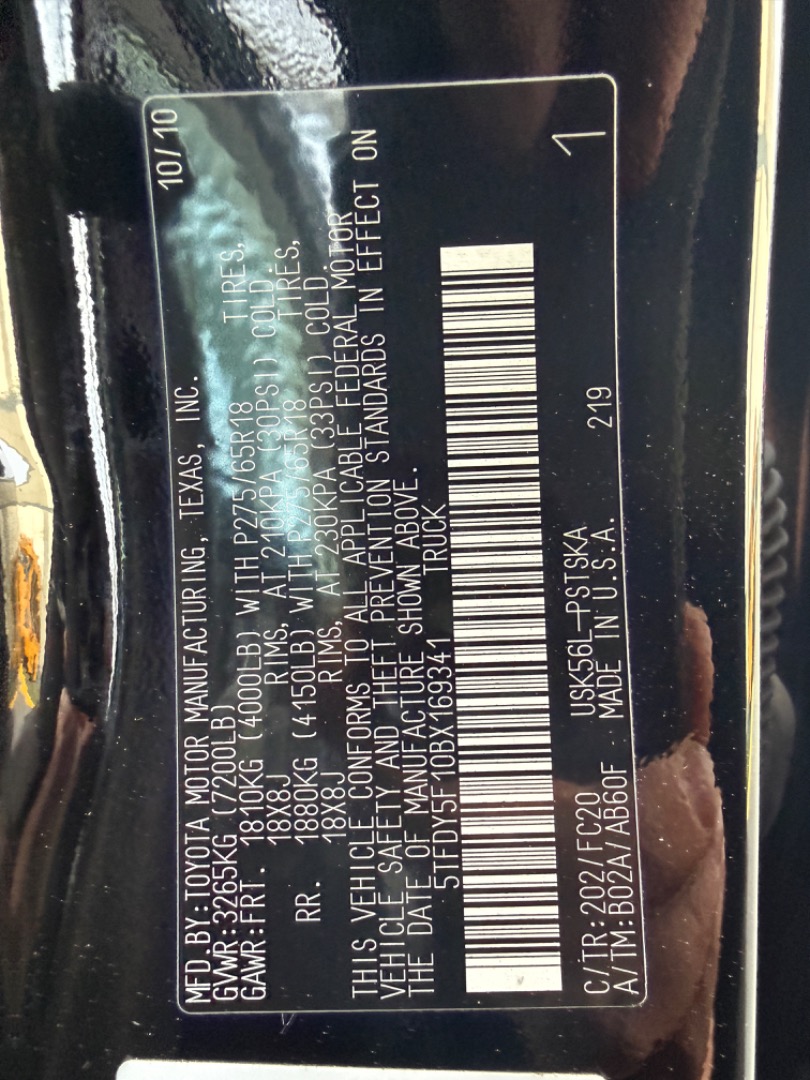 MFD. BY: TOYOTA MOTOR MANUFACTURING, TEXAS, INC. 10/10
GVWR: 3265KG (7200LB)
GAWR: FRT. 1810KG (4000LB) WITH P275/65R18 TIRES,
18X8J RIMS, AT 210KPA (30PSI) COLD.
RR. 1880KG (4150LB) WITH P275/65R18 TIRES,
18X8J RIMS, AT 230KPA (33PSI) COLD.
THIS VEHICLE CONFORMS TO ALL APPLICABLE FEDERAL MOTOR
VEHICLE SAFETY AND THEFT PREVENTION STANDARDS IN EFFECT ON
THE DATE OF MANUFACTURE SHOWN ABOVE.
5TFDY5F10BX169341 TRUCK
C/TR: 202/FC20 USK56L-PSTSKA 1
A/TM: B02A/AB60F MADE IN U.S.A. 219